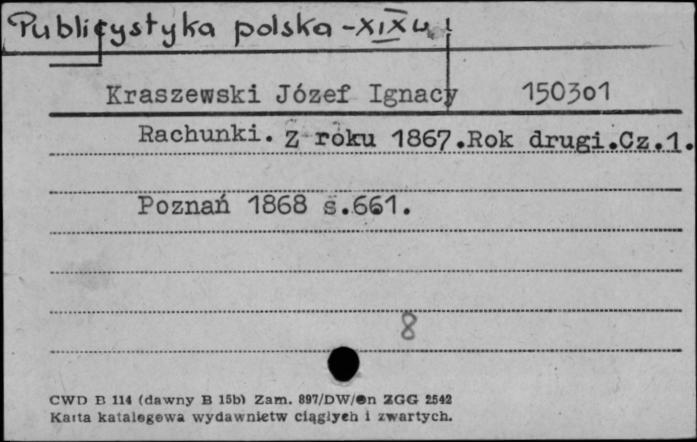 Publicystyka polska - XIX w.
Kraszewski Józef Ignacy 150301
Rachunki. Z roku 1867. Rok drugi. Cz. 1.
Poznań 1868 s. 661.
8
CWD B 114 (dawny B 15b) Zam. 897/DW/en ZGG 2542
Karta katalogowa wydawnictw ciągłych i zwartych.